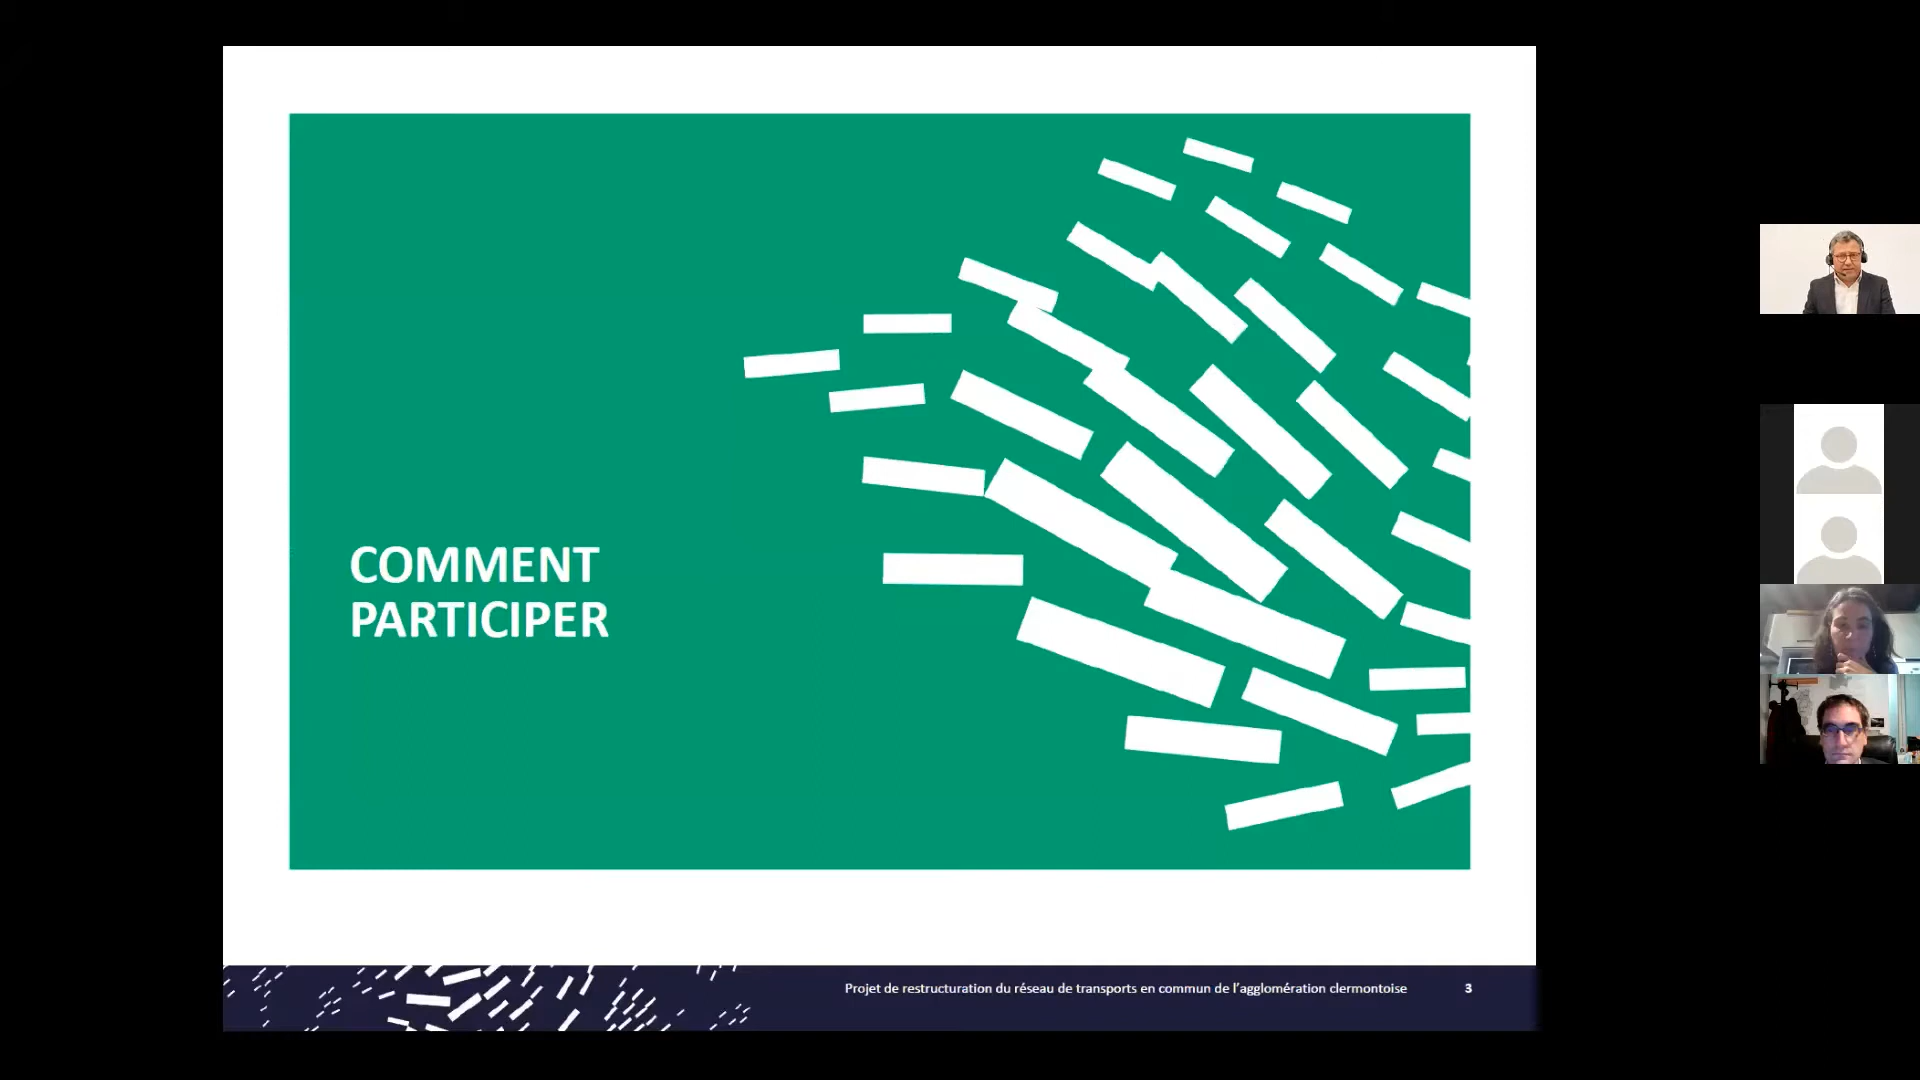 COMMENT
PARTICIPER
Projet de restructuration du réseau de transports en commun de l’agglomération clermontoise 3